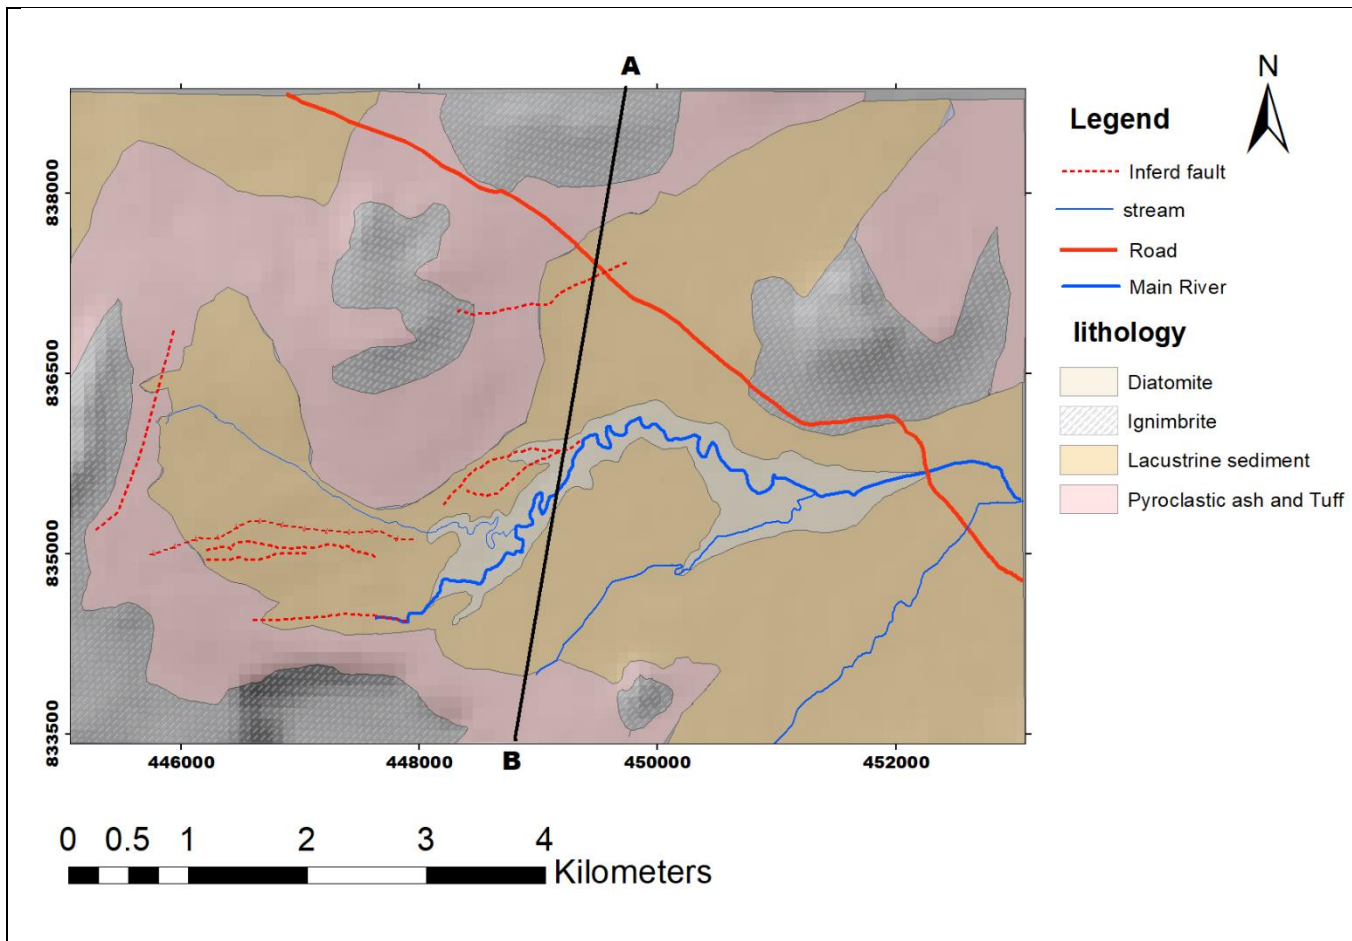 A
N
Legend
Inferd fault
stream
Road
Main River
lithology
Diatomite
Ignimbrite
Lacustrine sediment
Pyroclastic ash and Tuff
838000
836500
835000
833500
446000 448000 450000 452000
B
0 0.5 1 2 3 4
Kilometers